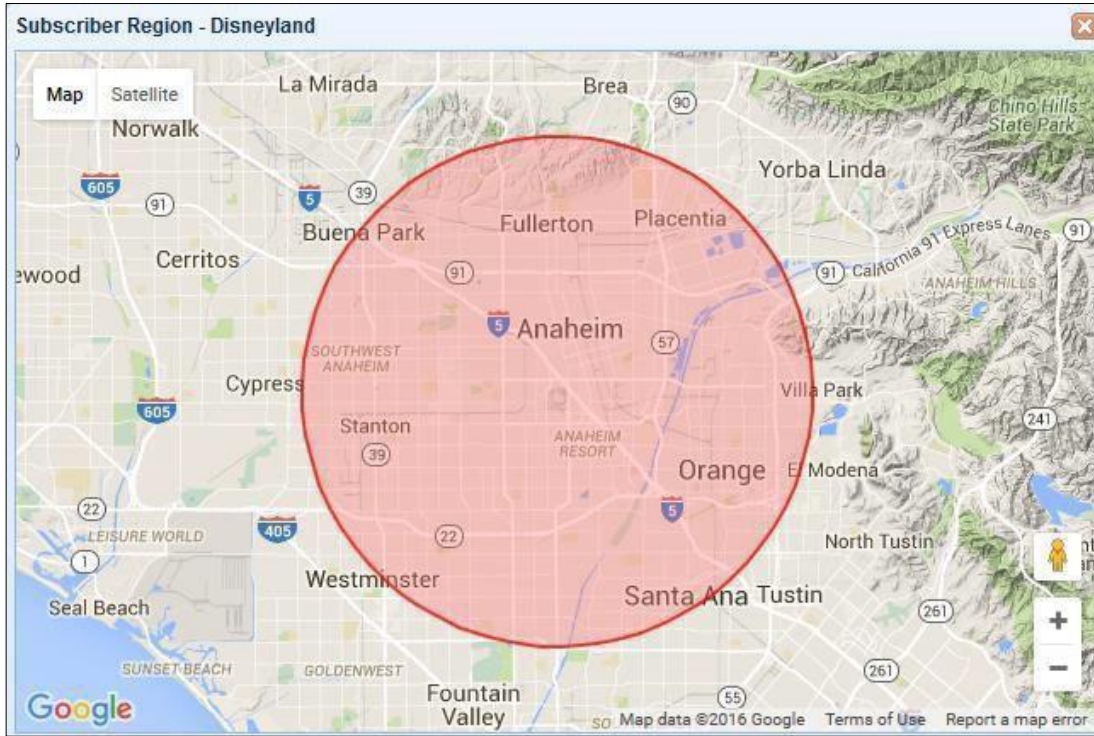 Subscriber Region - Disneyland
Map Satellite
La Mirada
Brea
90
Chino Hills
State Park
Norwalk
605
5
39
Yorba Linda
91
Buena Park
Fullerton
Placentia
California 91 Express Lanes
91
Cerritos
ewood
91
91
ANAHEIM HILLS
5
Anaheim
57
SOUTHWEST
ANAHEIM
Cypress
Villa Park
605
Stanton
241
39
ANAHEIM
RESORT
Orange
El Modena
22
5
405
LEISURE WORLD
22
North Tustin
1
Westminster
Seal Beach
Santa Ana
Tustin
261
SUNSET BEACH
GOLDENWEST
261
Fountain
Valley
55
Google
SO
Map data ©2016 Google Terms of Use Report a map error